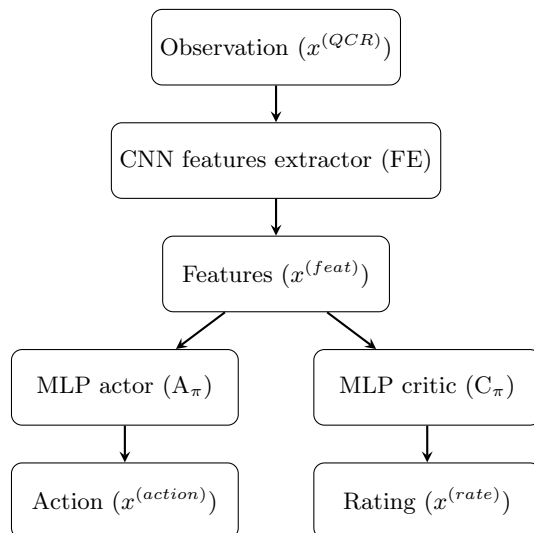 Observation (x^(QCR))
CNN features extractor (FE)
Features (x^(feat))
MLP actor (A_π)
MLP critic (C_π)
Action (x^(action))
Rating (x^(rate))